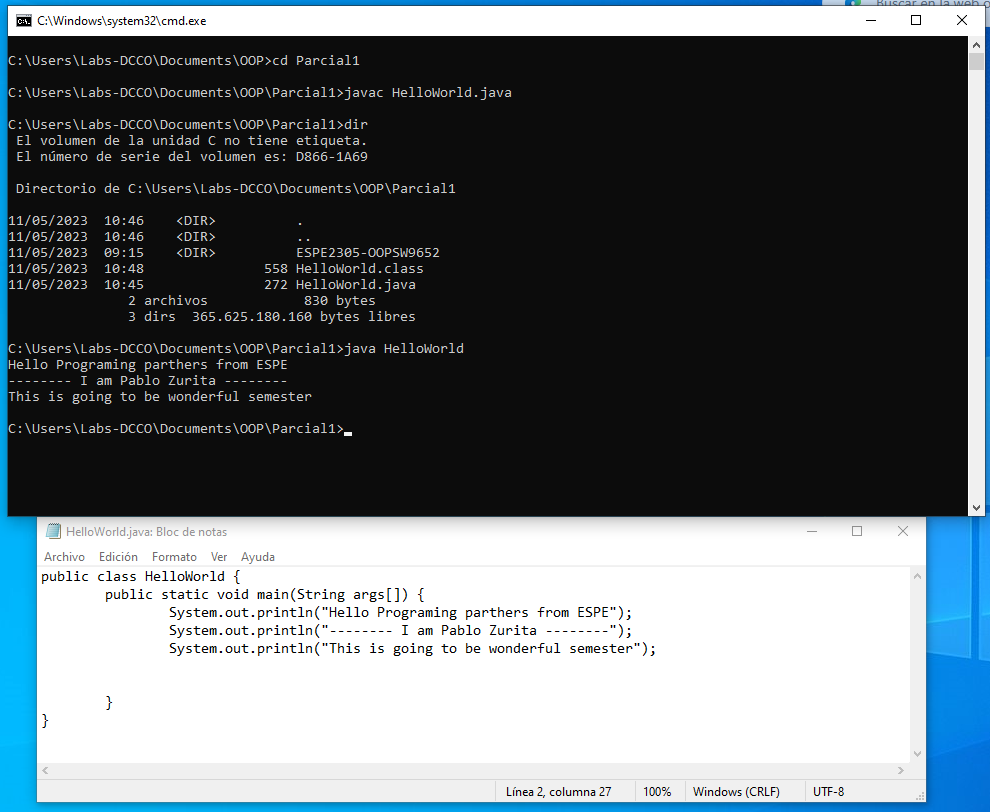 Buscar en la web o
C:\Windows\system32\cmd.exe
C:\Users\Labs-DCCO\Documents\OOP>cd Parcial1
C:\Users\Labs-DCCO\Documents\OOP\Parcial1>javac HelloWorld.java
C:\Users\Labs-DCCO\Documents\OOP\Parcial1>dir
 El volumen de la unidad C no tiene etiqueta.
 El número de serie del volumen es: D866-1A69
 Directorio de C:\Users\Labs-DCCO\Documents\OOP\Parcial1
11/05/2023  10:46    <DIR>          .
11/05/2023  10:46    <DIR>          ..
11/05/2023  09:15    <DIR>          ESPE2305-OOPSW9652
11/05/2023  10:48               558 HelloWorld.class
11/05/2023  10:45               272 HelloWorld.java
               2 archivos            830 bytes
               3 dirs  365.625.180.160 bytes libres
C:\Users\Labs-DCCO\Documents\OOP\Parcial1>java HelloWorld
Hello Programing parthers from ESPE
-------- I am Pablo Zurita --------
This is going to be wonderful semester
C:\Users\Labs-DCCO\Documents\OOP\Parcial1>
HelloWorld.java: Bloc de notas
Archivo Edición Formato Ver Ayuda
public class HelloWorld {
        public static void main(String args[]) {
                System.out.println("Hello Programing parthers from ESPE");
                System.out.println("-------- I am Pablo Zurita --------");
                System.out.println("This is going to be wonderful semester");
        }
}
Línea 2, columna 27 100% Windows (CRLF) UTF-8